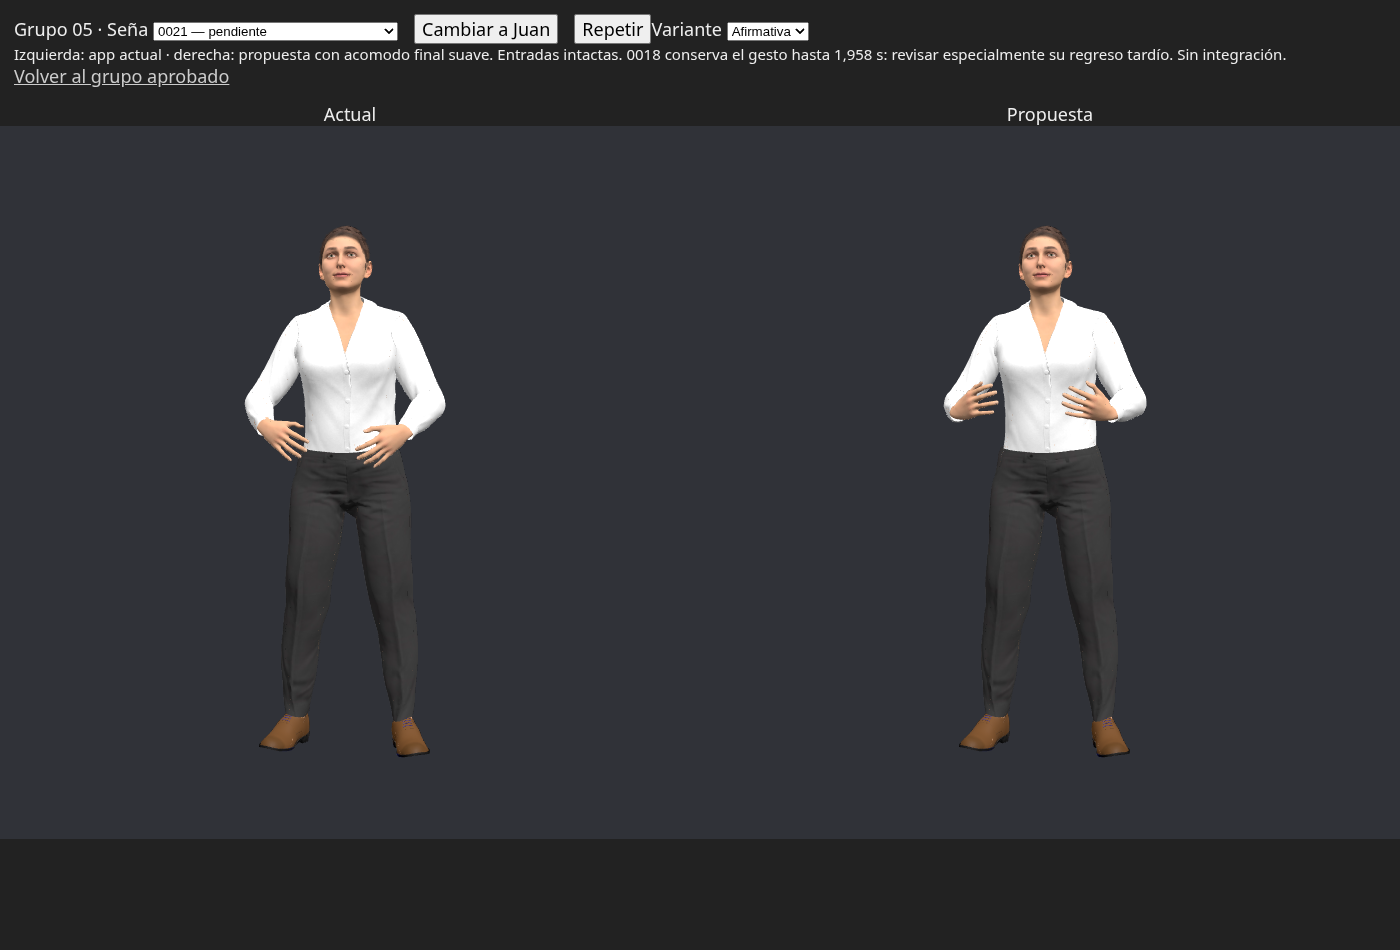 Grupo 05 · Seña 0021 — pendiente Cambiar a Juan Repetir Variante Afirmativa
Izquierda: app actual · derecha: propuesta con acomodo final suave. Entradas intactas. 0018 conserva el gesto hasta 1,958 s: revisar especialmente su regreso tardío. Sin integración.
Volver al grupo aprobado
Actual Propuesta